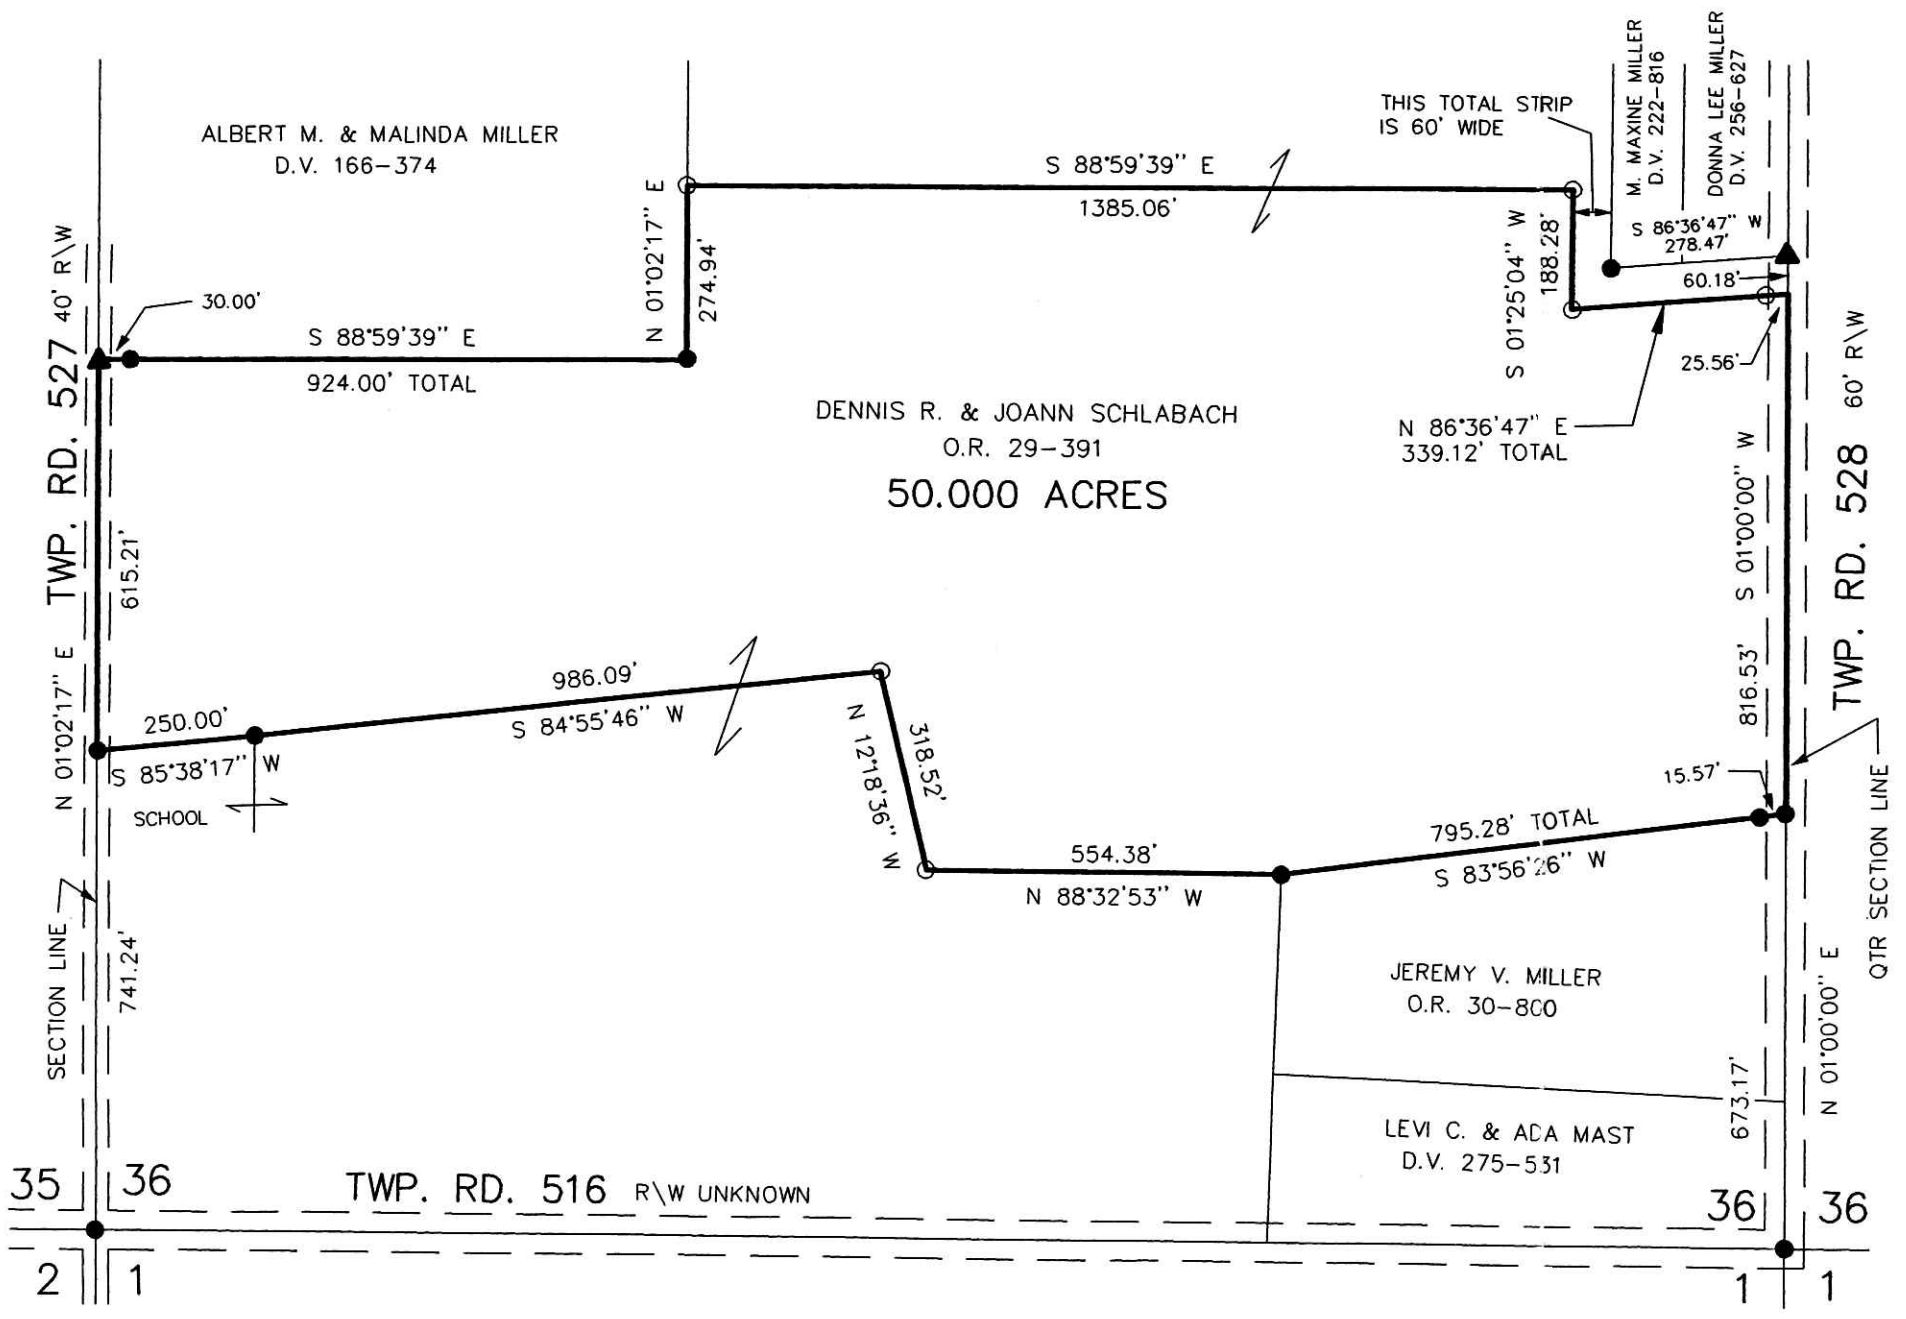 ALBERT M. & MALINDA MILLER
D.V. 166-374
THIS TOTAL STRIP
IS 60' WIDE
M. MAXINE MILLER
D.V. 222-816
DONNA LEE MILLER
D.V. 256-627
S 88°59'39" E
1385.06'
N 01°02'17" E
274.94'
S 01°25'04" W
188.28'
S 86°36'47" W
278.47'
60.18'
25.56'
30.00'
S 88°59'39" E
924.00' TOTAL
TWP. RD. 527 40' R\W
DENNIS R. & JOANN SCHLABACH
O.R. 29-391
50.000 ACRES
N 86°36'47" E
339.12' TOTAL
TWP. RD. 528 60' R\W
S 01°00'00" W
816.53'
615.21'
N 01°02'17" E
250.00'
S 85°38'17" W
SCHOOL
986.09'
S 84°55'46" W
N 12°18'36" W
318.52'
554.38'
N 88°32'53" W
795.28' TOTAL
S 83°56'26" W
15.57'
QTR SECTION LINE
SECTION LINE
741.24'
JEREMY V. MILLER
O.R. 30-800
LEVI C. & ADA MAST
D.V. 275-531
673.17'
N 01°00'00" E
35
36
TWP. RD. 516 R\W UNKNOWN
36
36
2
1
1
1